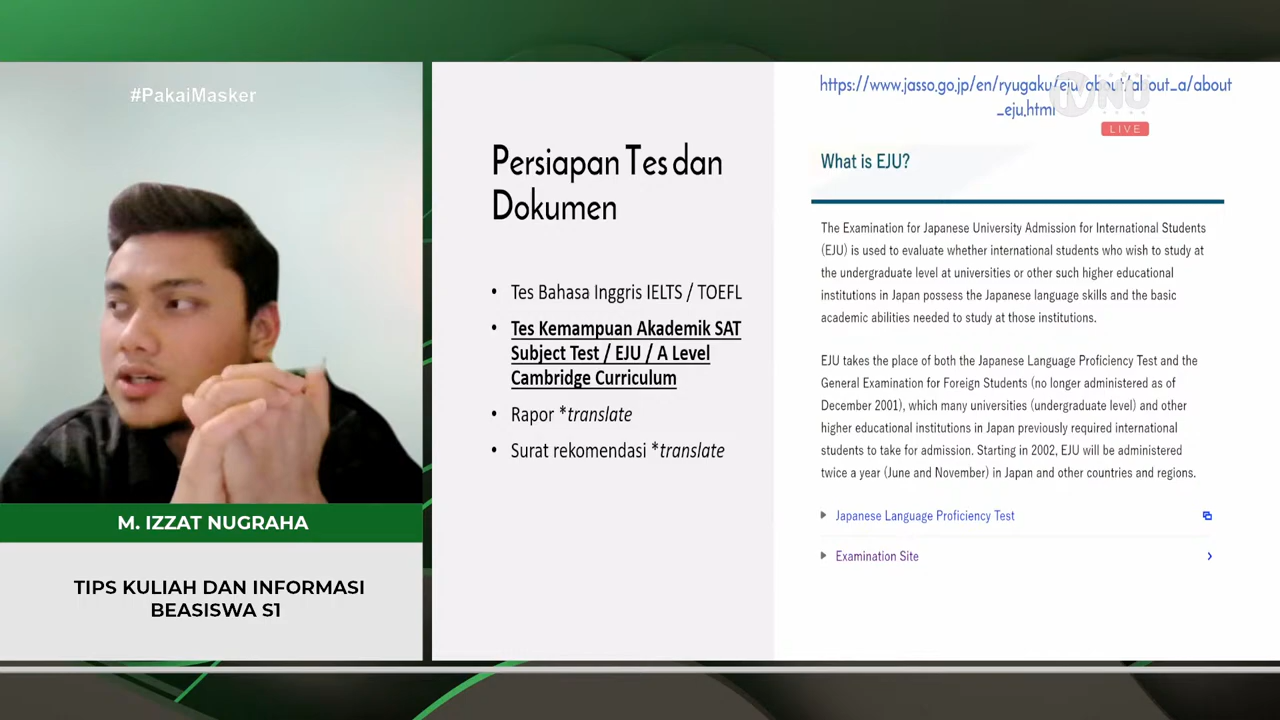 #PakaiMasker
M. IZZAT NUGRAHA
TIPS KULIAH DAN INFORMASI
BEASISWA S1
Persiapan Tes dan
Dokumen
• Tes Bahasa Inggris IELTS / TOEFL
• Tes Kemampuan Akademik SAT
Subject Test / EJU / A Level
Cambridge Curriculum
• Rapor *translate
• Surat rekomendasi *translate
https://www.jasso.go.jp/en/ryugaku/eju/about/about_a/about
_eju.html
TVNU
LIVE
What is EJU?
The Examination for Japanese University Admission for International Students
(EJU) is used to evaluate whether international students who wish to study at
the undergraduate level at universities or other such higher educational
institutions in Japan possess the Japanese language skills and the basic
academic abilities needed to study at those institutions.
EJU takes the place of both the Japanese Language Proficiency Test and the
General Examination for Foreign Students (no longer administered as of
December 2001), which many universities (undergraduate level) and other
higher educational institutions in Japan previously required international
students to take for admission. Starting in 2002, EJU will be administered
twice a year (June and November) in Japan and other countries and regions.
Japanese Language Proficiency Test
Examination Site